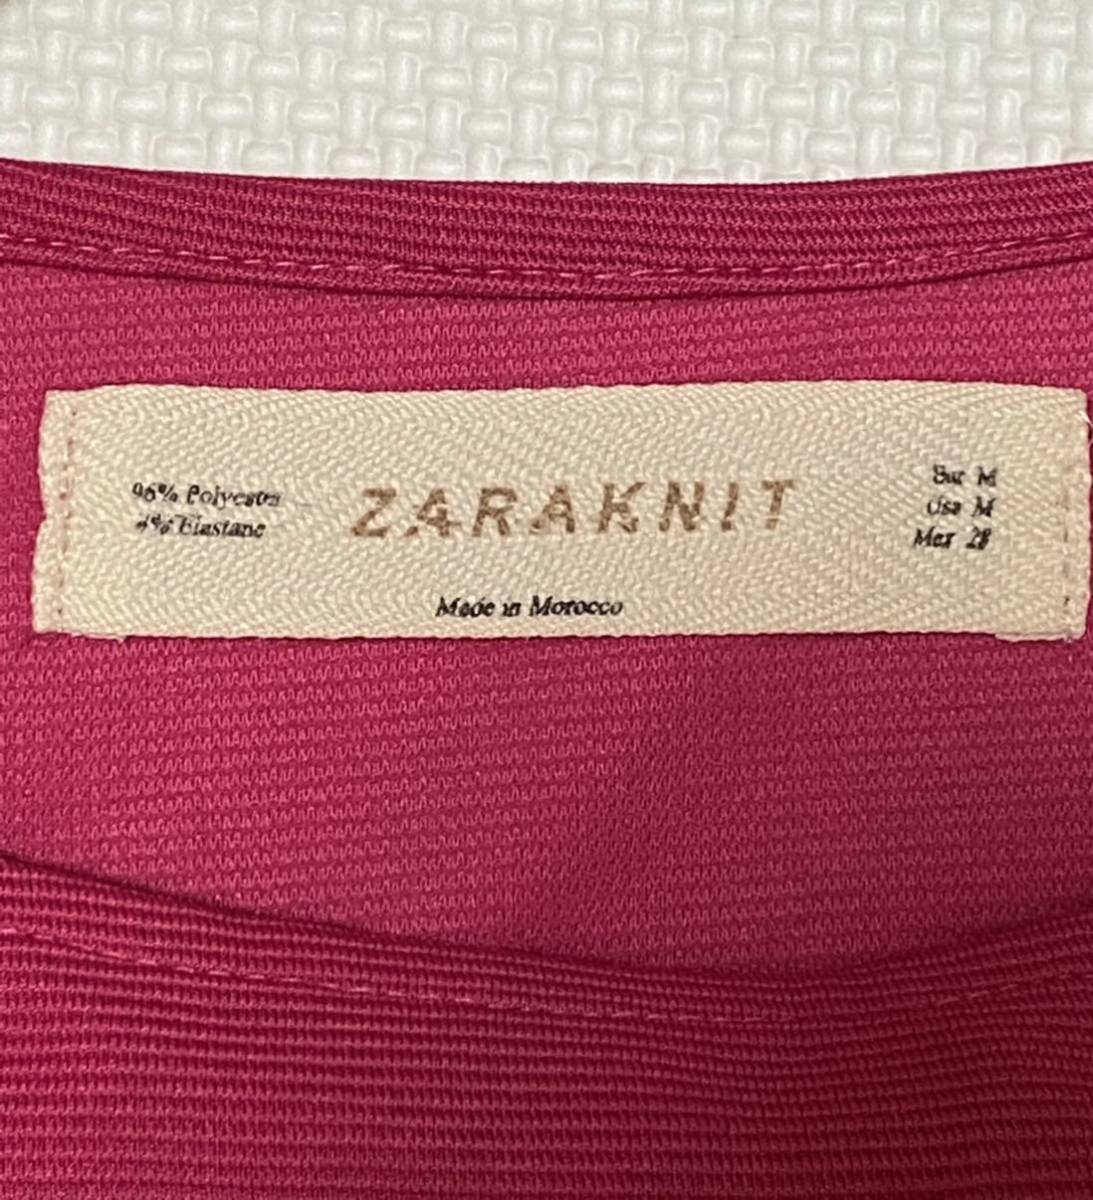 96% Polyester
4% Elastane
ZARAKNIT
Eur M
Usa M
Mex 28
Made in Morocco